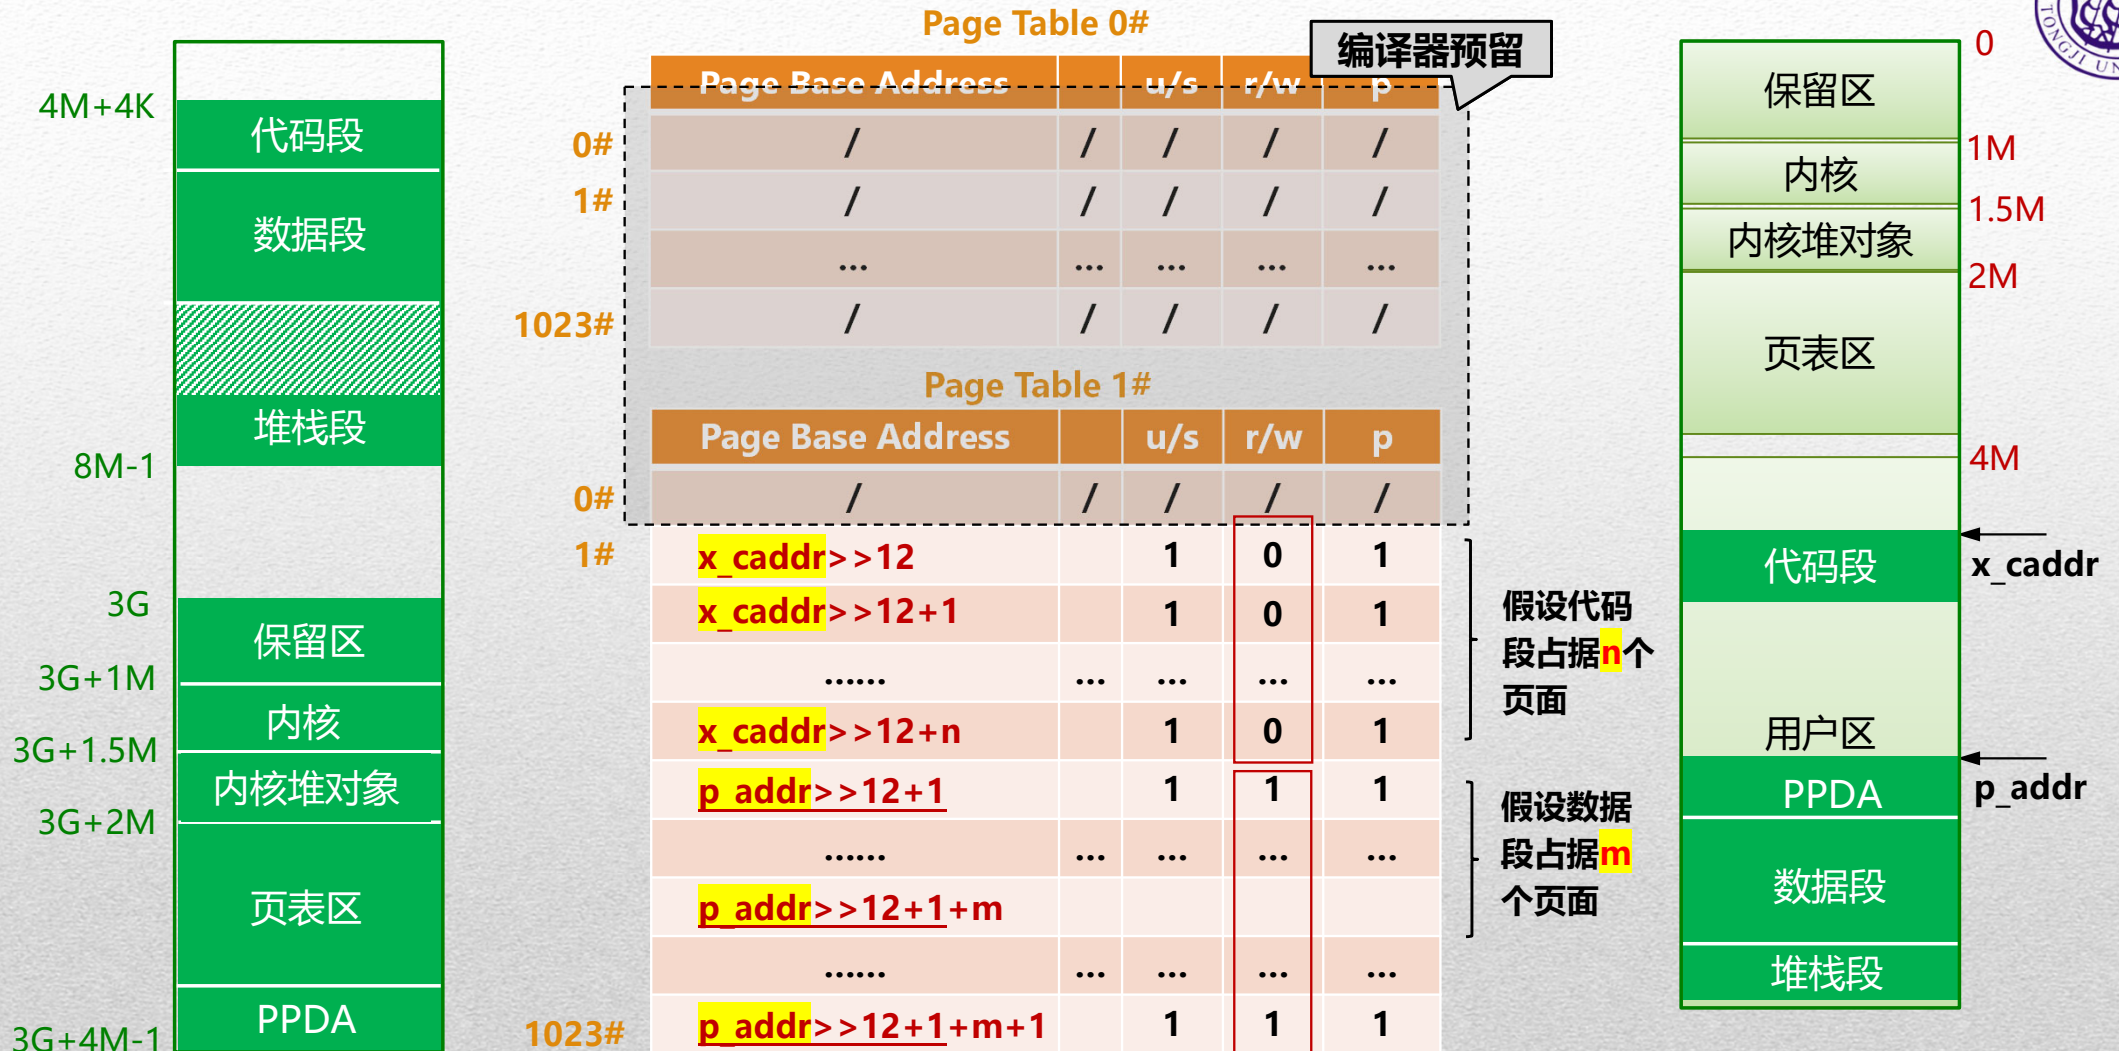 4M+4K
代码段
数据段
堆栈段
8M-1
3G
保留区
3G+1M
内核
3G+1.5M
内核堆对象
3G+2M
页表区
PPDA
3G+4M-1
Page Table 0#
编译器预留
Page Base Address u/s r/w p
0# / / / / /
1# / / / / /
... ... ... ... ...
1023# / / / / /
Page Table 1#
Page Base Address u/s r/w p
0# / / / / /
1# x_caddr>>12 1 0 1
x_caddr>>12+1 1 0 1
...... ... ... ... ...
x_caddr>>12+n 1 0 1
p_addr>>12+1 1 1 1
...... ... ... ... ...
p_addr>>12+1+m
...... ... ... ... ...
1023# p_addr>>12+1+m+1 1 1 1
假设代码
段占据n个
页面
假设数据
段占据m
个页面
0
保留区
1M
内核
1.5M
内核堆对象
2M
页表区
4M
代码段
x_caddr
用户区
p_addr
PPDA
数据段
堆栈段
TONGJI UN